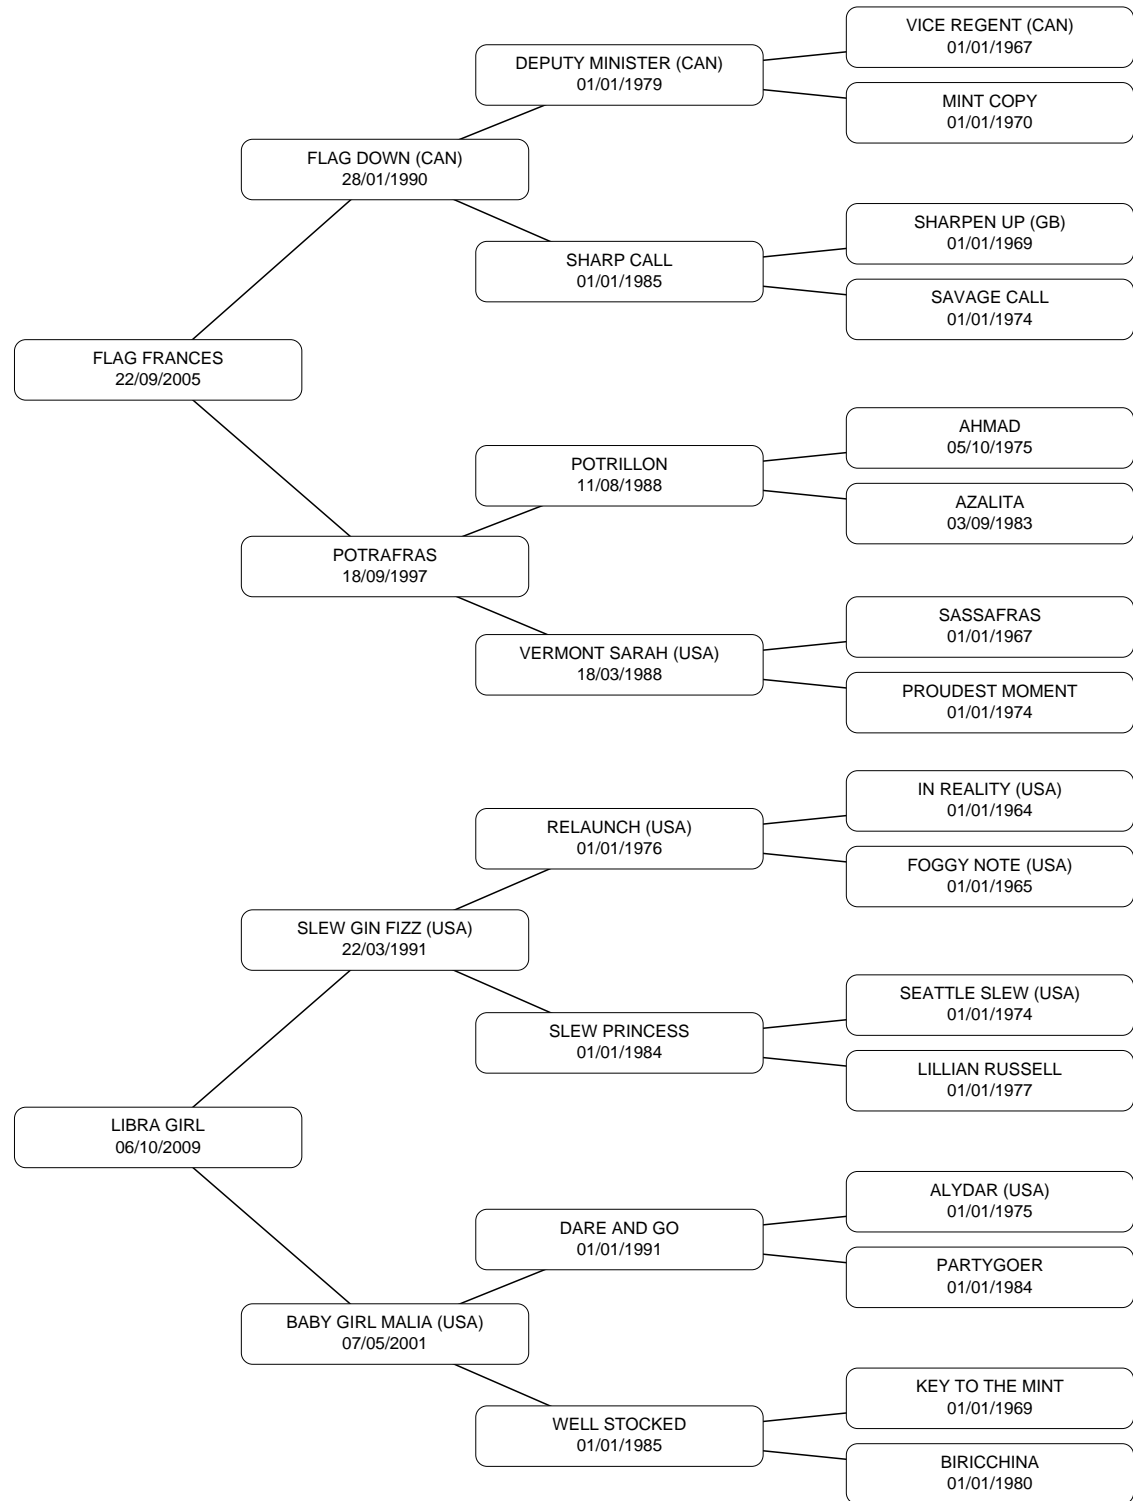 VICE REGENT (CAN)
01/01/1967
DEPUTY MINISTER (CAN)
01/01/1979
MINT COPY
01/01/1970
FLAG DOWN (CAN)
28/01/1990
SHARPEN UP (GB)
01/01/1969
SHARP CALL
01/01/1985
SAVAGE CALL
01/01/1974
FLAG FRANCES
22/09/2005
AHMAD
05/10/1975
POTRILLON
11/08/1988
AZALITA
03/09/1983
POTRAFRAS
18/09/1997
SASSAFRAS
01/01/1967
VERMONT SARAH (USA)
18/03/1988
PROUDEST MOMENT
01/01/1974
IN REALITY (USA)
01/01/1964
RELAUNCH (USA)
01/01/1976
FOGGY NOTE (USA)
01/01/1965
SLEW GIN FIZZ (USA)
22/03/1991
SEATTLE SLEW (USA)
01/01/1974
SLEW PRINCESS
01/01/1984
LILLIAN RUSSELL
01/01/1977
LIBRA GIRL
06/10/2009
ALYDAR (USA)
01/01/1975
DARE AND GO
01/01/1991
PARTYGOER
01/01/1984
BABY GIRL MALIA (USA)
07/05/2001
KEY TO THE MINT
01/01/1969
WELL STOCKED
01/01/1985
BIRICCHINA
01/01/1980